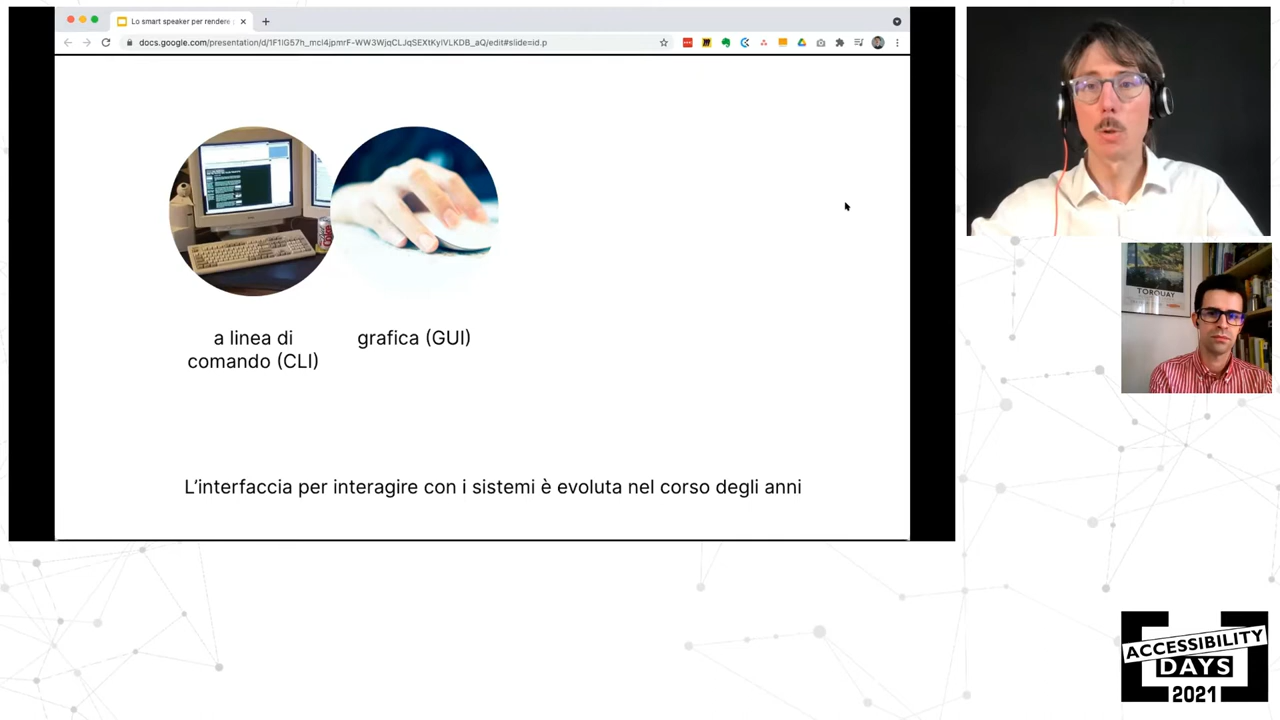 Lo smart speaker per rendere
docs.google.com/presentation/d/1F1IG57h_mcl4jpmrF-WW3WjqCLJqSEXtKyIVLKDB_aQ/edit#slide=id.p
TORQUAY
a linea di
comando (CLI)
grafica (GUI)
L'interfaccia per interagire con i sistemi è evoluta nel corso degli anni
ACCESSIBILITY
DAYS
2021